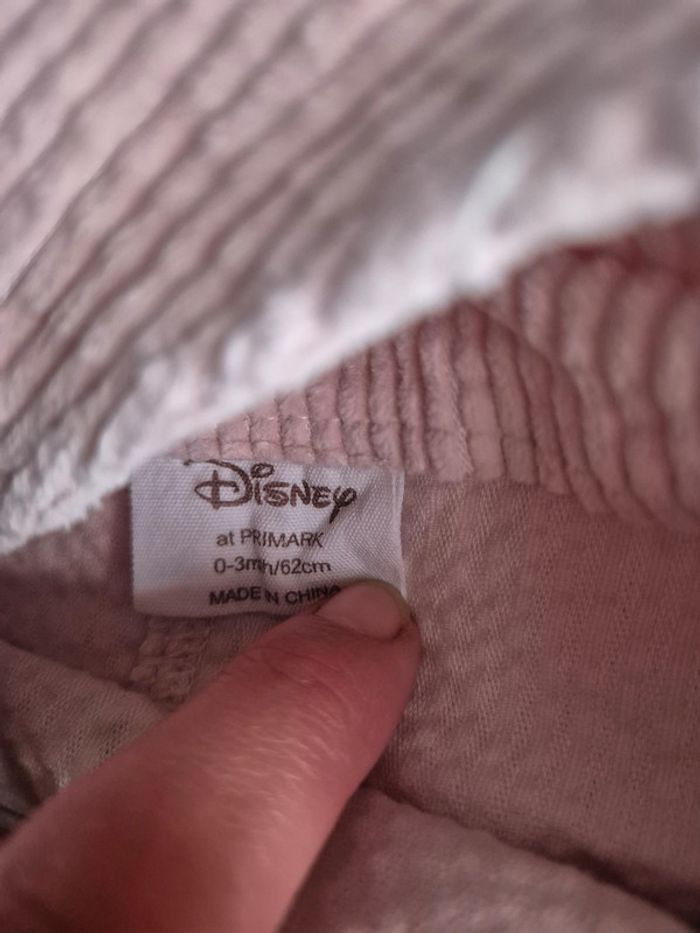 Disney
at PRIMARK
0-3mth/62cm
MADE IN CHINA